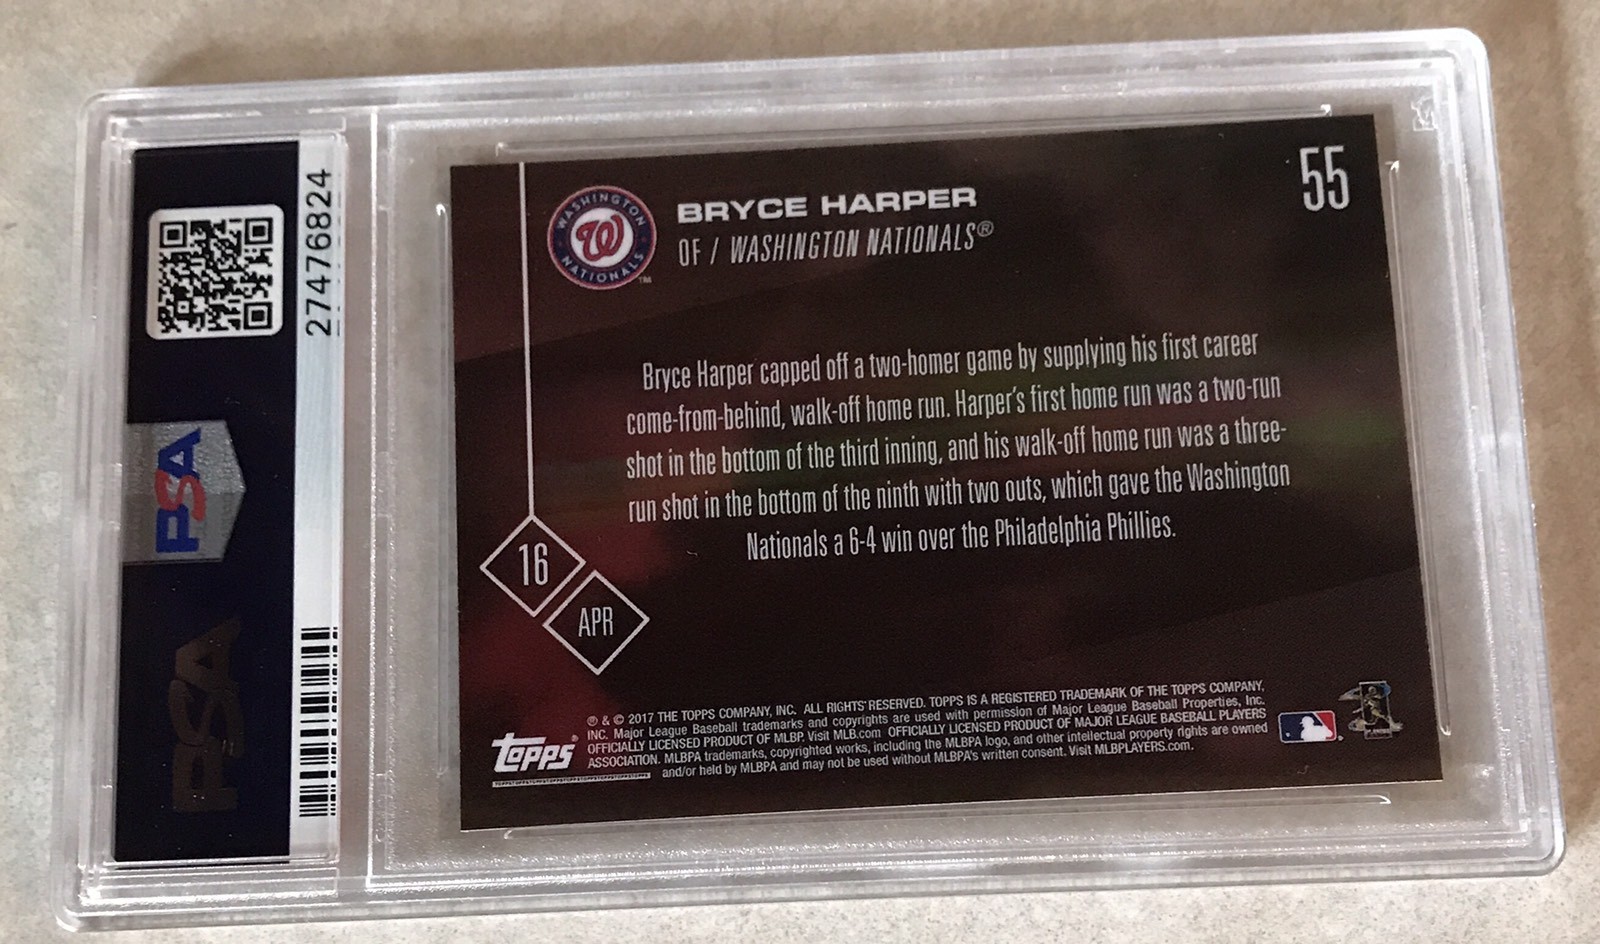 27476824
PSA
PSA
55
WASHINGTON NATIONALS
W
TM
BRYCE HARPER
OF / WASHINGTON NATIONALS®
Bryce Harper capped off a two-homer game by supplying his first career
come-from-behind, walk-off home run. Harper's first home run was a two-run
shot in the bottom of the third inning, and his walk-off home run was a three-
run shot in the bottom of the ninth with two outs, which gave the Washington
Nationals a 6-4 win over the Philadelphia Phillies.
16
APR
Topps®
® & © 2017 THE TOPPS COMPANY, INC. ALL RIGHTS RESERVED. TOPPS IS A REGISTERED TRADEMARK OF THE TOPPS COMPANY,
INC. Major League Baseball trademarks and copyrights are used with permission of Major League Baseball Properties, Inc.
OFFICIALLY LICENSED PRODUCT OF MLBP. Visit MLB.com OFFICIALLY LICENSED PRODUCT OF MAJOR LEAGUE BASEBALL PLAYERS
ASSOCIATION. MLBPA trademarks, copyrighted works, including the MLBPA logo, and other intellectual property rights are owned
and/or held by MLBPA and may not be used without MLBPA's written consent. Visit MLBPLAYERS.com.